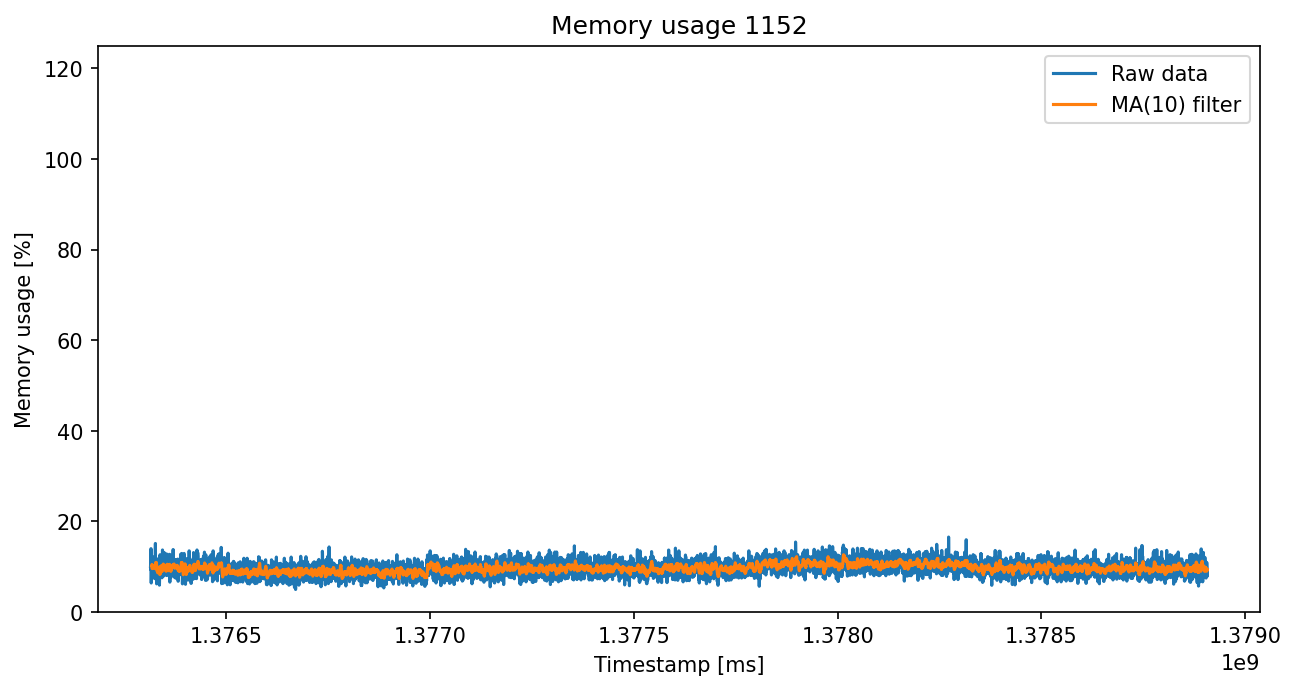 Memory usage 1152
Raw data
MA(10) filter
Memory usage [%]
120
100
80
60
40
20
0
1.3765 1.3770 1.3775 1.3780 1.3785 1.3790
1e9
Timestamp [ms]